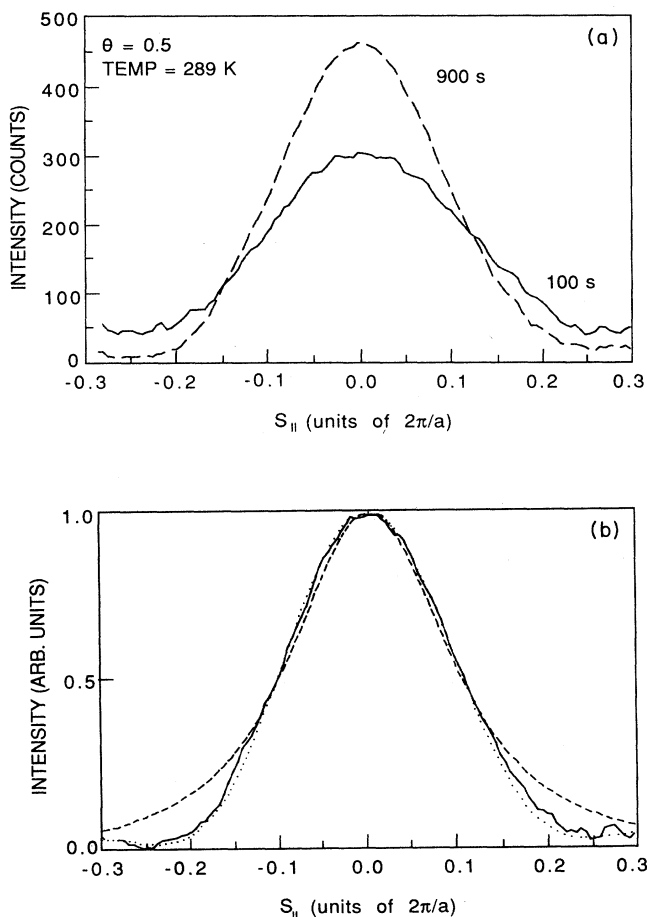 (a)
θ = 0.5
TEMP = 289 K
900 s
100 s
INTENSITY (COUNTS)
500
400
300
200
100
0
-0.3 -0.2 -0.1 0.0 0.1 0.2 0.3
S|| (units of 2π/a)
(b)
INTENSITY (ARB. UNITS)
1.0
0.5
0.0
-0.3 -0.2 -0.1 0.0 0.1 0.2 0.3
S|| (units of 2π/a)